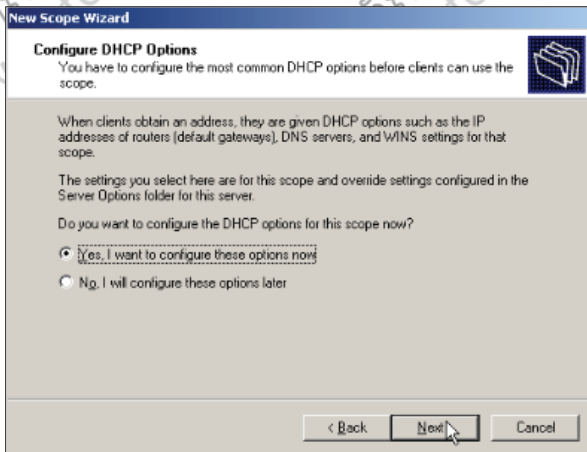 New Scope Wizard
Configure DHCP Options
You have to configure the most common DHCP options before clients can use the
scope.
When clients obtain an address, they are given DHCP options such as the IP
addresses of routers (default gateways), DNS servers, and WINS settings for that
scope.
The settings you select here are for this scope and override settings configured in the
Server Options folder for this server.
Do you want to configure the DHCP options for this scope now?
Yes, I want to configure these options now
No, I will configure these options later
< Back Next Cancel